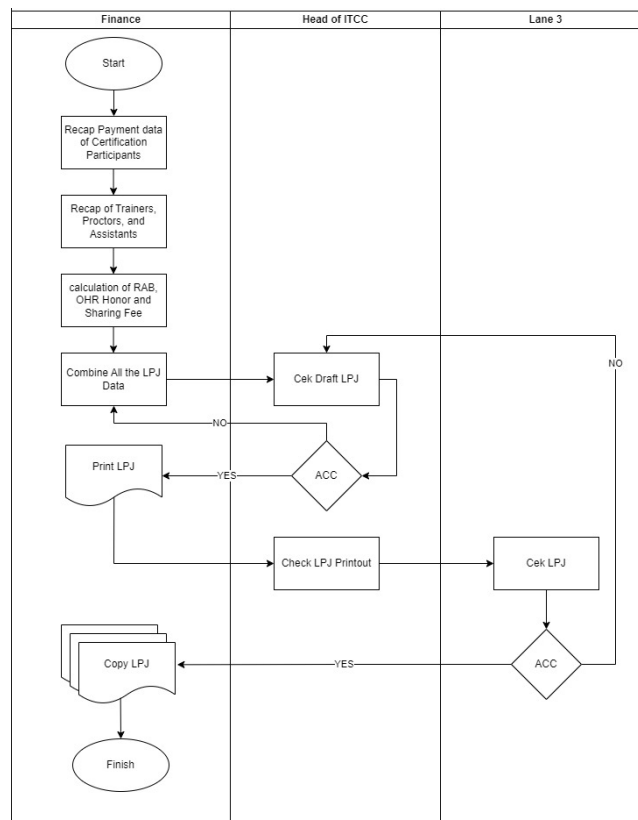 Finance
Head of ITCC
Lane 3
Start
Recap Payment data
of Certification
Participants
Recap of Trainers,
Proctors, and
Assistants
calculation of RAB,
OHR Honor and
Sharing Fee
Combine All the LPJ
Data
Cek Draft LPJ
NO
NO
Print LPJ
YES
ACC
Check LPJ Printout
Cek LPJ
Copy LPJ
YES
ACC
Finish